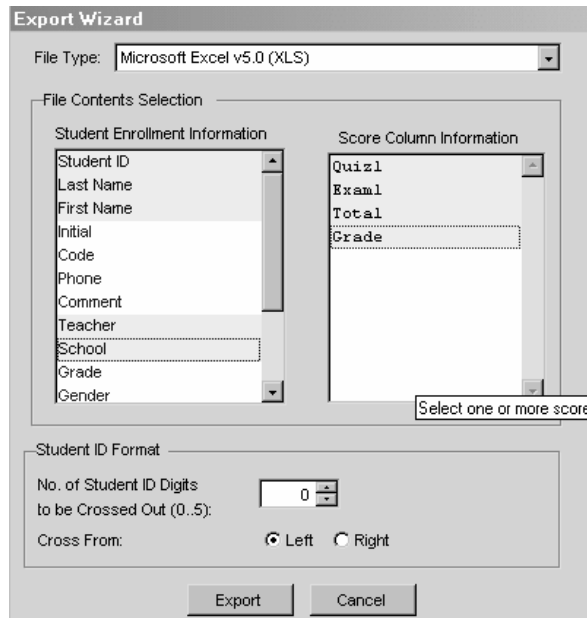 Export Wizard
File Type: Microsoft Excel v5.0 (XLS)
File Contents Selection
Student Enrollment Information
Student ID
Last Name
First Name
Initial
Code
Phone
Comment
Teacher
School
Grade
Gender
Score Column Information
Quiz1
Exam1
Total
Grade
Select one or more score
Student ID Format
No. of Student ID Digits
to be Crossed Out (0..5):
0
Cross From: Left Right
Export Cancel